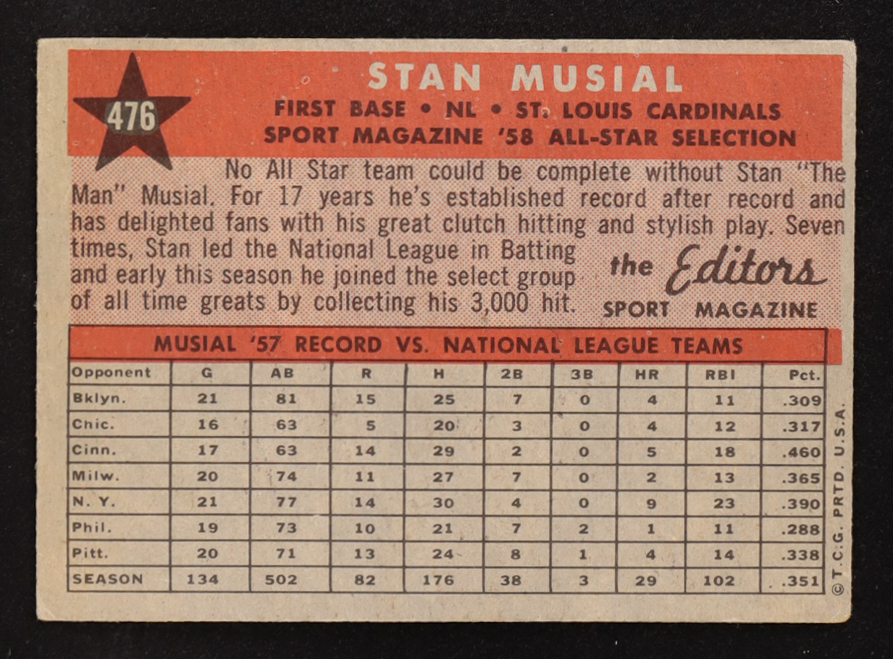 476
STAN MUSIAL
FIRST BASE • NL • ST. LOUIS CARDINALS
SPORT MAGAZINE '58 ALL-STAR SELECTION
No All Star team could be complete without Stan "The
Man" Musial. For 17 years he's established record after record and
has delighted fans with his great clutch hitting and stylish play. Seven
times, Stan led the National League in Batting
and early this season he joined the select group
of all time greats by collecting his 3,000 hit.
the Editors
SPORT MAGAZINE
MUSIAL '57 RECORD VS. NATIONAL LEAGUE TEAMS
Opponent G AB R H 2B 3B HR RBI Pct.
Bklyn. 21 81 15 25 7 0 4 11 .309
Chic. 16 63 5 20 3 0 4 12 .317
Cinn. 17 63 14 29 2 0 5 18 .460
Milw. 20 74 11 27 7 0 2 13 .365
N. Y. 21 77 14 30 4 0 9 23 .390
Phil. 19 73 10 21 7 2 1 11 .288
Pitt. 20 71 13 24 8 1 4 14 .338
SEASON 134 502 82 176 38 3 29 102 .351
© T.C.G. PRTD. U.S.A.